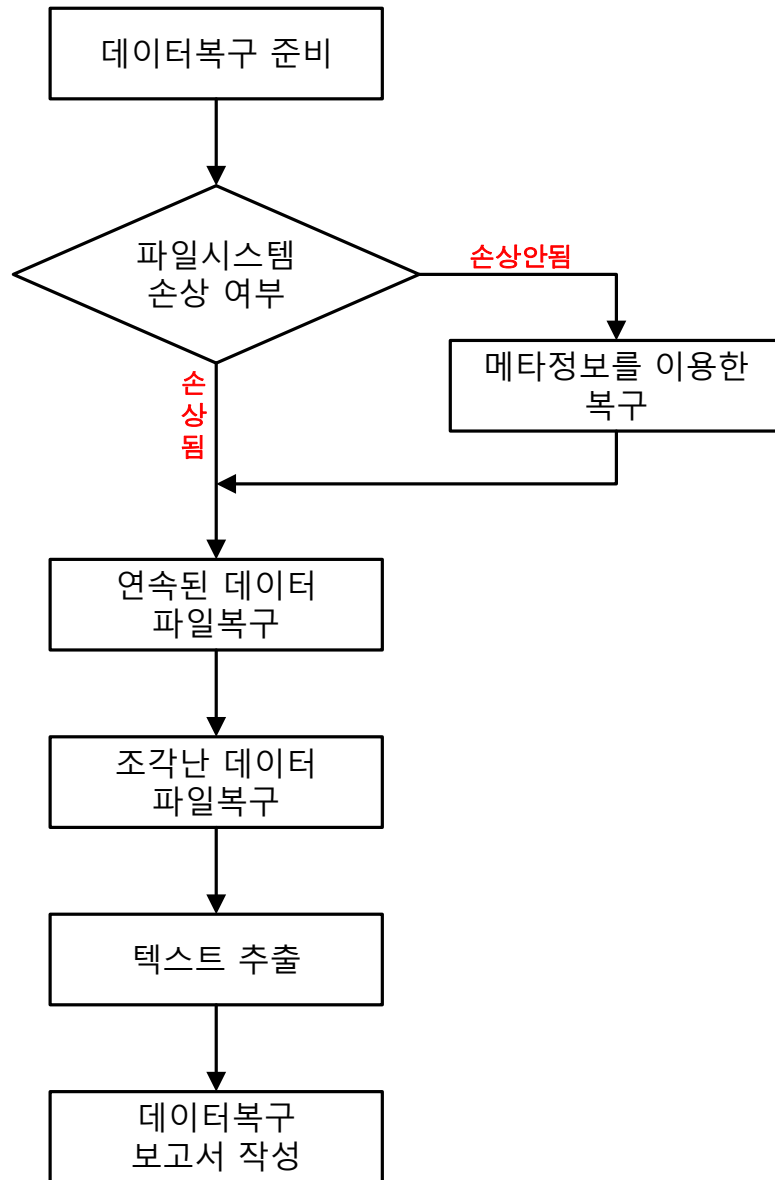 데이터복구 준비
파일시스템
손상 여부
손상안됨
메타정보를 이용한
복구
손
상
됨
연속된 데이터
파일복구
조각난 데이터
파일복구
텍스트 추출
데이터복구
보고서 작성